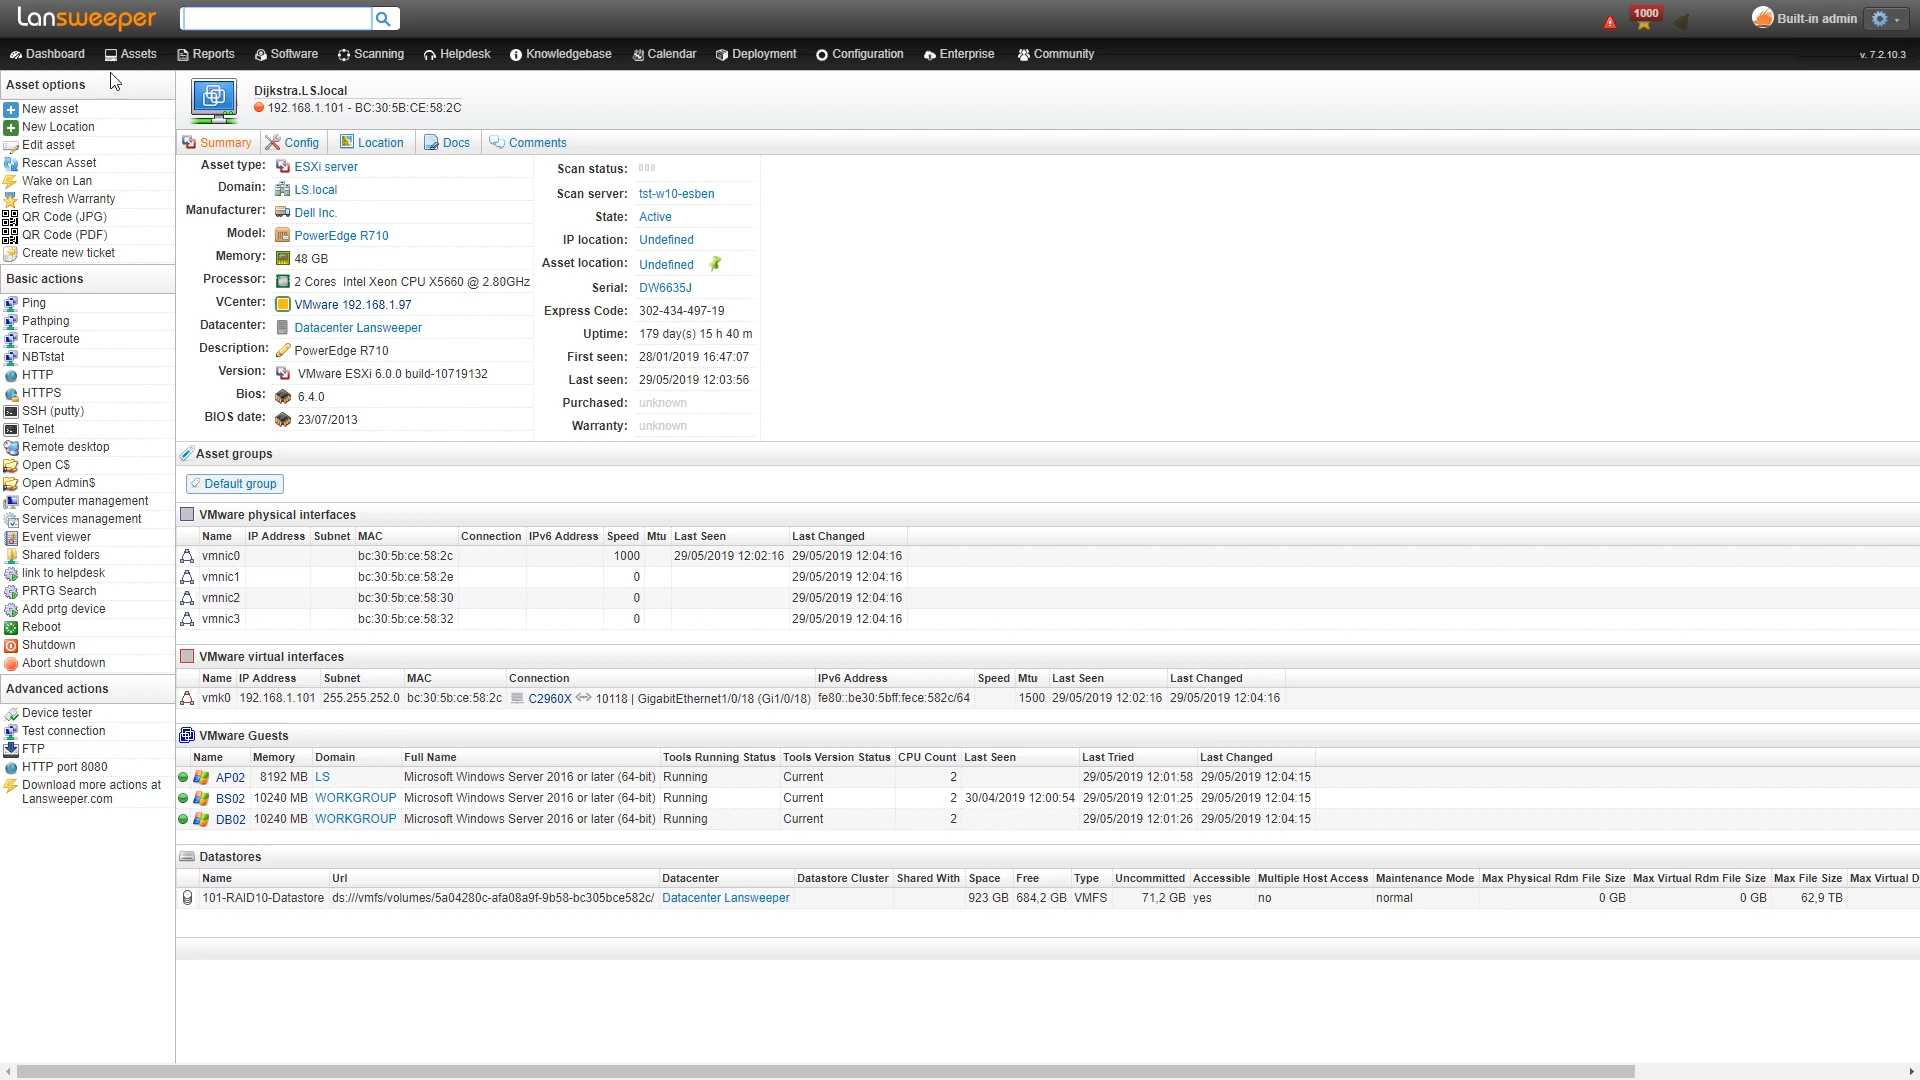 Lansweeper
1000
Built-in admin
Dashboard Assets Reports Software Scanning Helpdesk Knowledgebase Calendar Deployment Configuration Enterprise Community v. 7.2.10.3
Asset options
New asset
New Location
Edit asset
Rescan Asset
Wake on Lan
Refresh Warranty
QR Code (JPG)
QR Code (PDF)
Create new ticket
Basic actions
Ping
Pathping
Traceroute
NBTstat
HTTP
HTTPS
SSH (putty)
Telnet
Remote desktop
Open C$
Open Admin$
Computer management
Services management
Event viewer
Shared folders
link to helpdesk
PRTG Search
Add prtg device
Reboot
Shutdown
Abort shutdown
Advanced actions
Device tester
Test connection
FTP
HTTP port 8080
Download more actions at
Lansweeper.com
Dijkstra.LS.local
192.168.1.101 - BC:30:5B:CE:58:2C
Summary Config Location Docs Comments
Asset type: ESXi server
Domain: LS.local
Manufacturer: Dell Inc.
Model: PowerEdge R710
Memory: 48 GB
Processor: 2 Cores Intel Xeon CPU X5660 @ 2.80GHz
VCenter: VMware 192.168.1.97
Datacenter: Datacenter Lansweeper
Description: PowerEdge R710
Version: VMware ESXi 6.0.0 build-10719132
Bios: 6.4.0
BIOS date: 23/07/2013
Scan status:
Scan server: tst-w10-esben
State: Active
IP location: Undefined
Asset location: Undefined
Serial: DW6635J
Express Code: 302-434-497-19
Uptime: 179 day(s) 15 h 40 m
First seen: 28/01/2019 16:47:07
Last seen: 29/05/2019 12:03:56
Purchased: unknown
Warranty: unknown
Asset groups
Default group
VMware physical interfaces
Name IP Address Subnet MAC Connection IPv6 Address Speed Mtu Last Seen Last Changed
vmnic0 bc:30:5b:ce:58:2c 1000 29/05/2019 12:02:16 29/05/2019 12:04:16
vmnic1 bc:30:5b:ce:58:2e 0 29/05/2019 12:04:16
vmnic2 bc:30:5b:ce:58:30 0 29/05/2019 12:04:16
vmnic3 bc:30:5b:ce:58:32 0 29/05/2019 12:04:16
VMware virtual interfaces
Name IP Address Subnet MAC Connection IPv6 Address Speed Mtu Last Seen Last Changed
vmk0 192.168.1.101 255.255.252.0 bc:30:5b:ce:58:2c C2960X 10118 | GigabitEthernet1/0/18 (Gi1/0/18) fe80::be30:5bff:fece:582c/64 1500 29/05/2019 12:02:16 29/05/2019 12:04:16
VMware Guests
Name Memory Domain Full Name Tools Running Status Tools Version Status CPU Count Last Seen Last Tried Last Changed
AP02 8192 MB LS Microsoft Windows Server 2016 or later (64-bit) Running Current 2 29/05/2019 12:01:58 29/05/2019 12:04:15
BS02 10240 MB WORKGROUP Microsoft Windows Server 2016 or later (64-bit) Running Current 2 30/04/2019 12:00:54 29/05/2019 12:01:25 29/05/2019 12:04:15
DB02 10240 MB WORKGROUP Microsoft Windows Server 2016 or later (64-bit) Running Current 2 29/05/2019 12:01:26 29/05/2019 12:04:15
Datastores
Name Url Datacenter Datastore Cluster Shared With Space Free Type Uncommitted Accessible Multiple Host Access Maintenance Mode Max Physical Rdm File Size Max Virtual Rdm File Size Max File Size Max Virtual D
101-RAID10-Datastore ds:///vmfs/volumes/5a04280c-afa08a9f-9b58-bc305bce582c/ Datacenter Lansweeper 923 GB 684,2 GB VMFS 71,2 GB yes no normal 0 GB 0 GB 62,9 TB